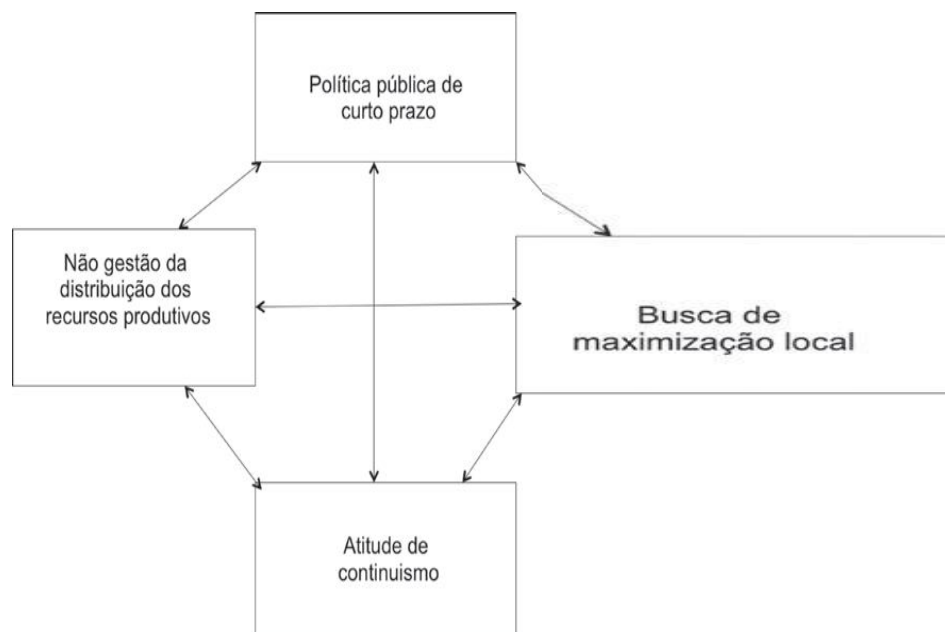 Política pública de
curto prazo
Não gestão da
distribuição dos
recursos produtivos
Busca de
maximização local
Atitude de
continuismo